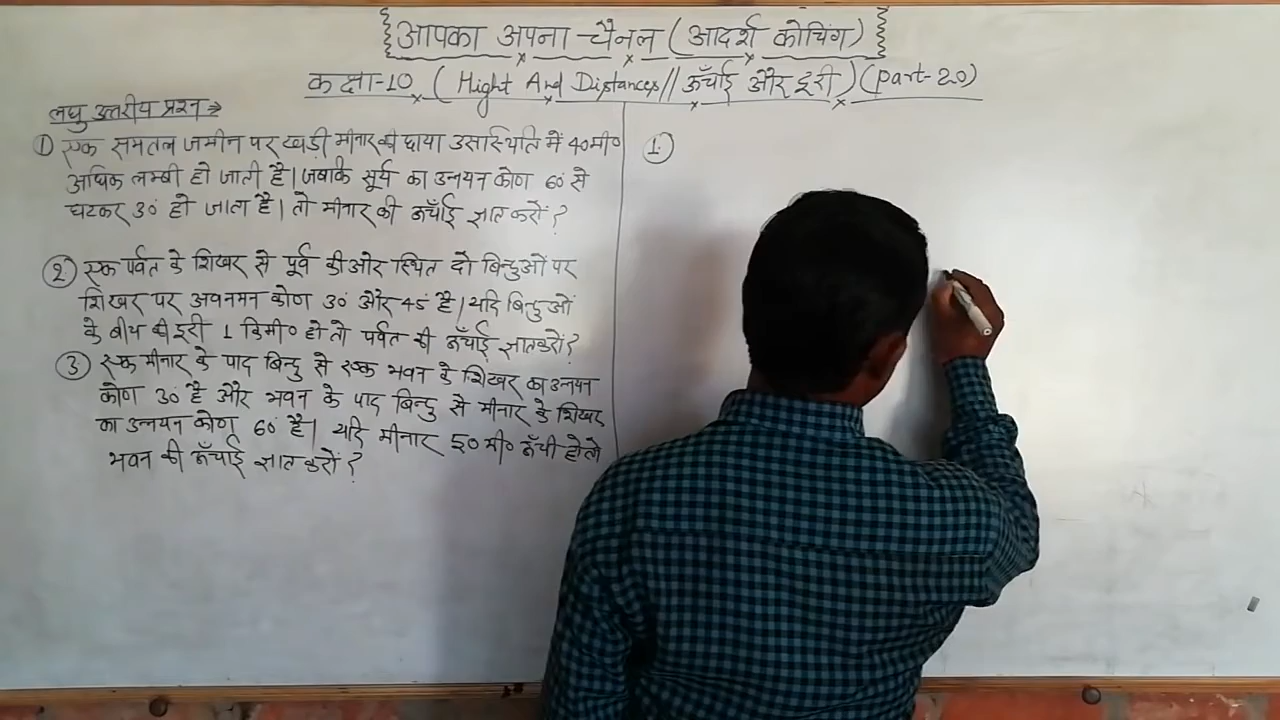 आपका अपना चैनल (आदर्श कोचिंग)
कक्षा-10 ( Hight And Distances // ऊँचाई और दूरी ) (Part-20)
लघु उत्तरीय प्रश्न →
① एक समतल जमीन पर खड़ी मीनार की छाया उस स्थिति में 40मी०
अधिक लम्बी हो जाती है। जबकि सूर्य का उन्नयन कोण 60° से
घटकर 30° हो जाता है। तो मीनार की ऊँचाई ज्ञात करों ?
② एक पर्वत के शिखर से पूर्व की ओर स्थित दो बिन्दुओं पर
शिखर पर अवनमन कोण 30° और 45° है। यदि बिन्दुओं
के बीच की दूरी 1 किमी० हो तो पर्वत की ऊँचाई ज्ञात करों ?
③ एक मीनार के पाद बिन्दु से एक भवन के शिखर का उन्नयन
कोण 30° है और भवन के पाद बिन्दु से मीनार के शिखर
का उन्नयन कोण 60° है। यदि मीनार 50 मी० ऊँची हो तो
भवन की ऊँचाई ज्ञात करों ?
①